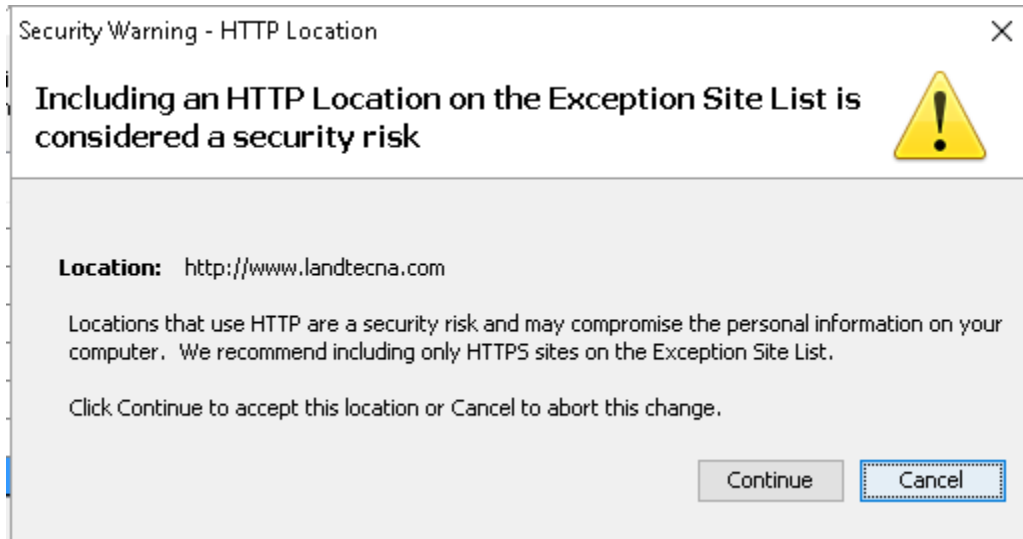 Security Warning - HTTP Location
Including an HTTP Location on the Exception Site List is
considered a security risk
Location: http://www.landtecna.com
Locations that use HTTP are a security risk and may compromise the personal information on your
computer. We recommend including only HTTPS sites on the Exception Site List.
Click Continue to accept this location or Cancel to abort this change.
Continue Cancel